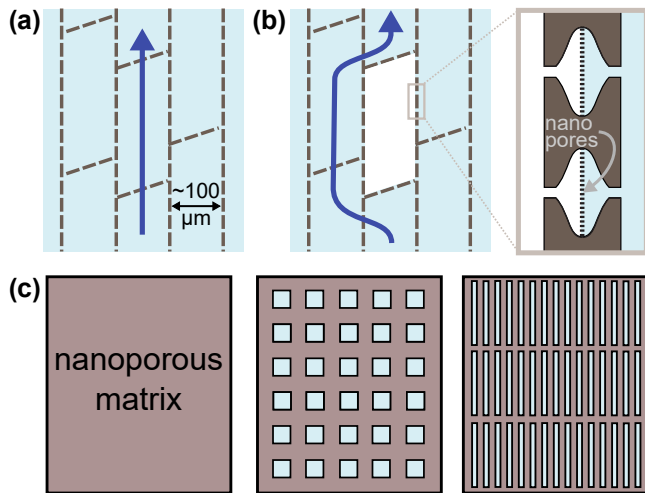 (a)
(b)
nano
pores
~100
μm
(c)
nanoporous
matrix